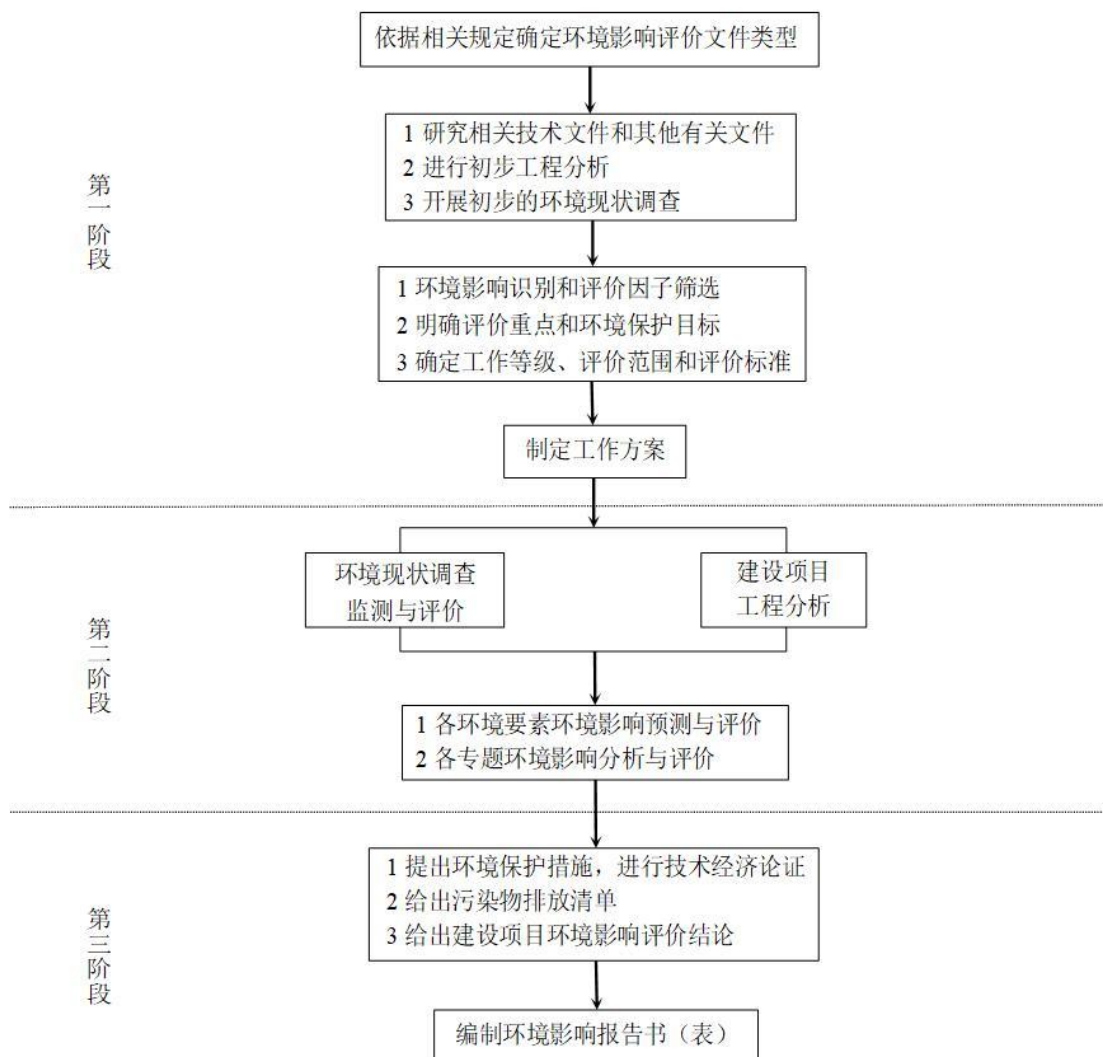 依据相关规定确定环境影响评价文件类型
1 研究相关技术文件和其他有关文件
2 进行初步工程分析
3 开展初步的环境现状调查
第一阶段
1 环境影响识别和评价因子筛选
2 明确评价重点和环境保护目标
3 确定工作等级、评价范围和评价标准
制定工作方案
环境现状调查
监测与评价
建设项目
工程分析
第二阶段
1 各环境要素环境影响预测与评价
2 各专题环境影响分析与评价
1 提出环境保护措施，进行技术经济论证
2 给出污染物排放清单
3 给出建设项目环境影响评价结论
第三阶段
编制环境影响报告书（表）